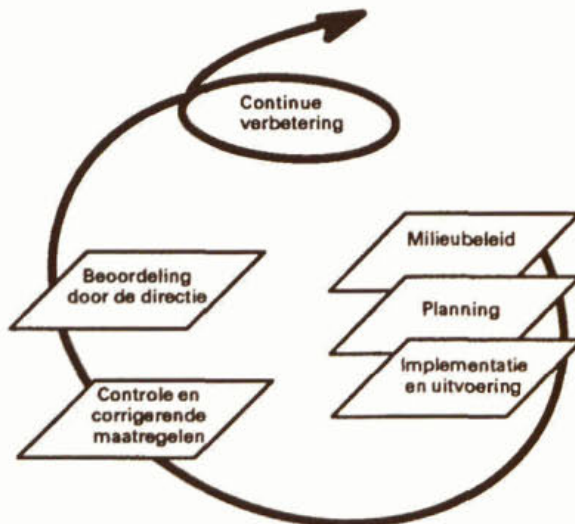 Continue
verbetering
Milieubeleid
Beoordeling
door de directie
Planning
Implementatie
en uitvoering
Controle en
corrigerende
maatregelen